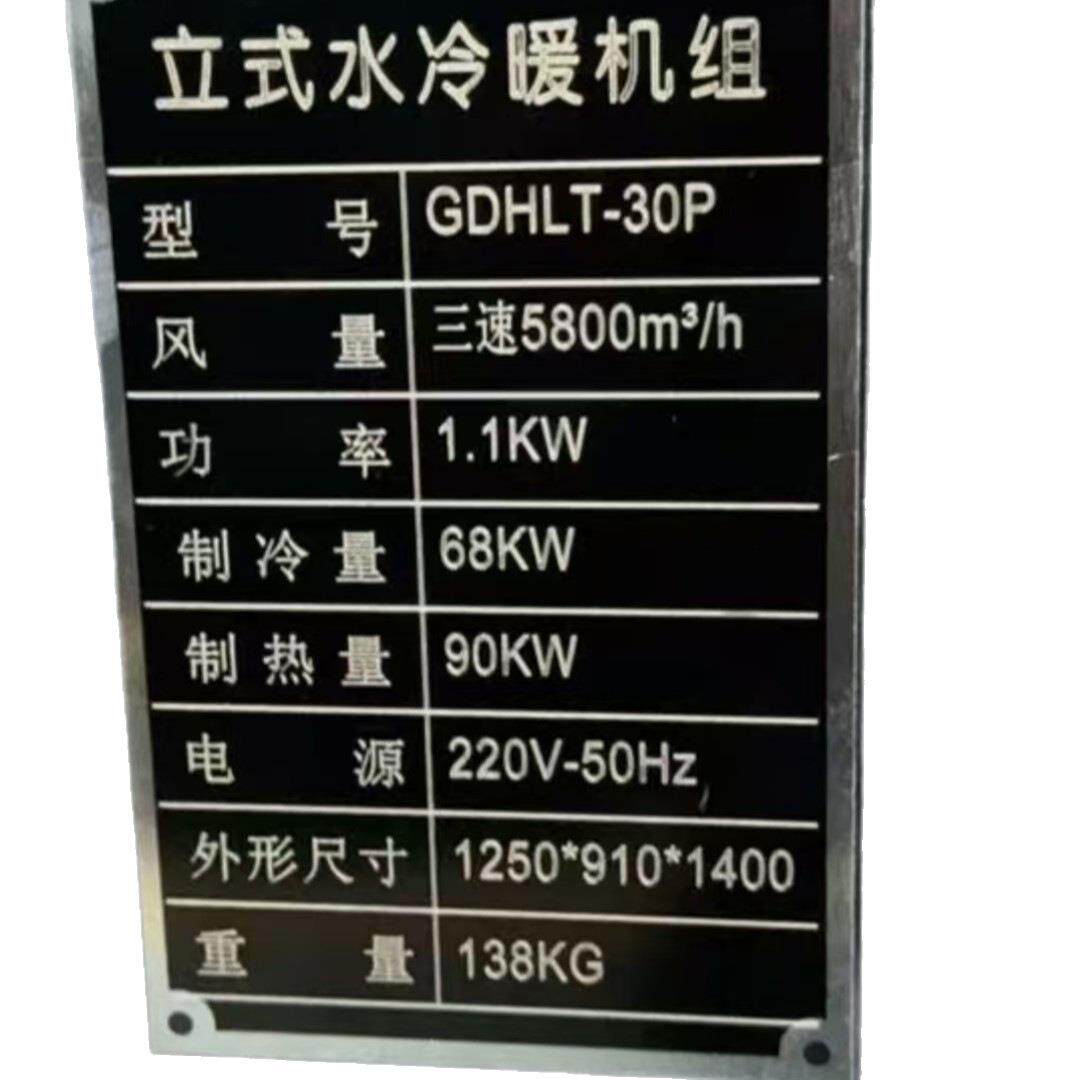 立式水冷暖机组
型号 GDHLT-30P
风量 三速5800m³/h
功率 1.1KW
制冷量 68KW
制热量 90KW
电源 220V-50Hz
外形尺寸 1250*910*1400
重量 138KG